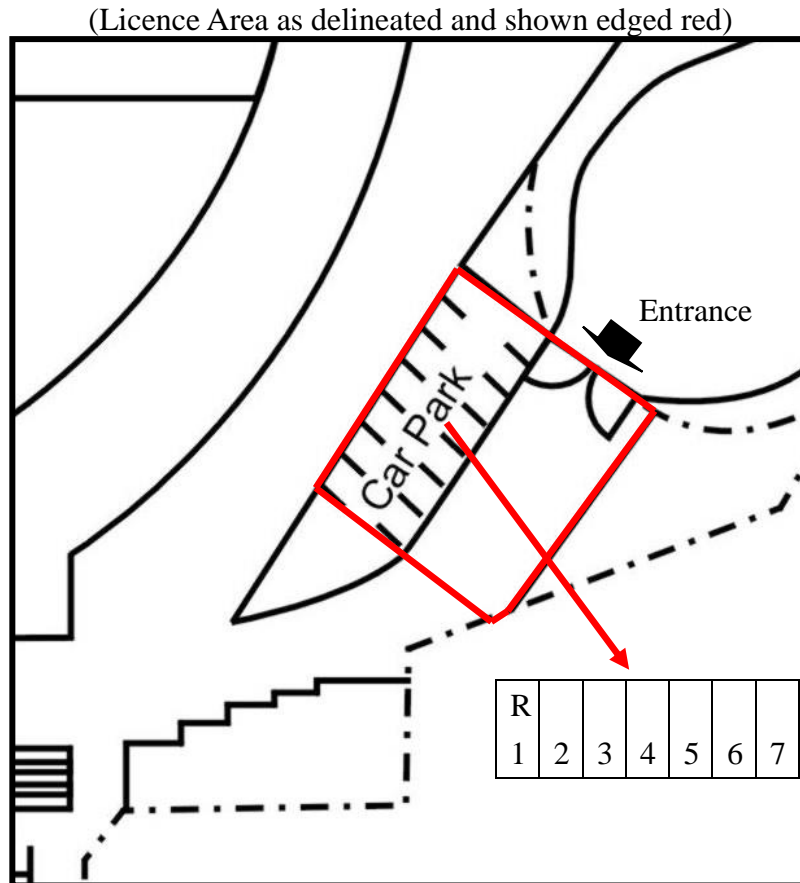 (Licence Area as delineated and shown edged red)
Entrance
Car Park
R
1 2 3 4 5 6 7